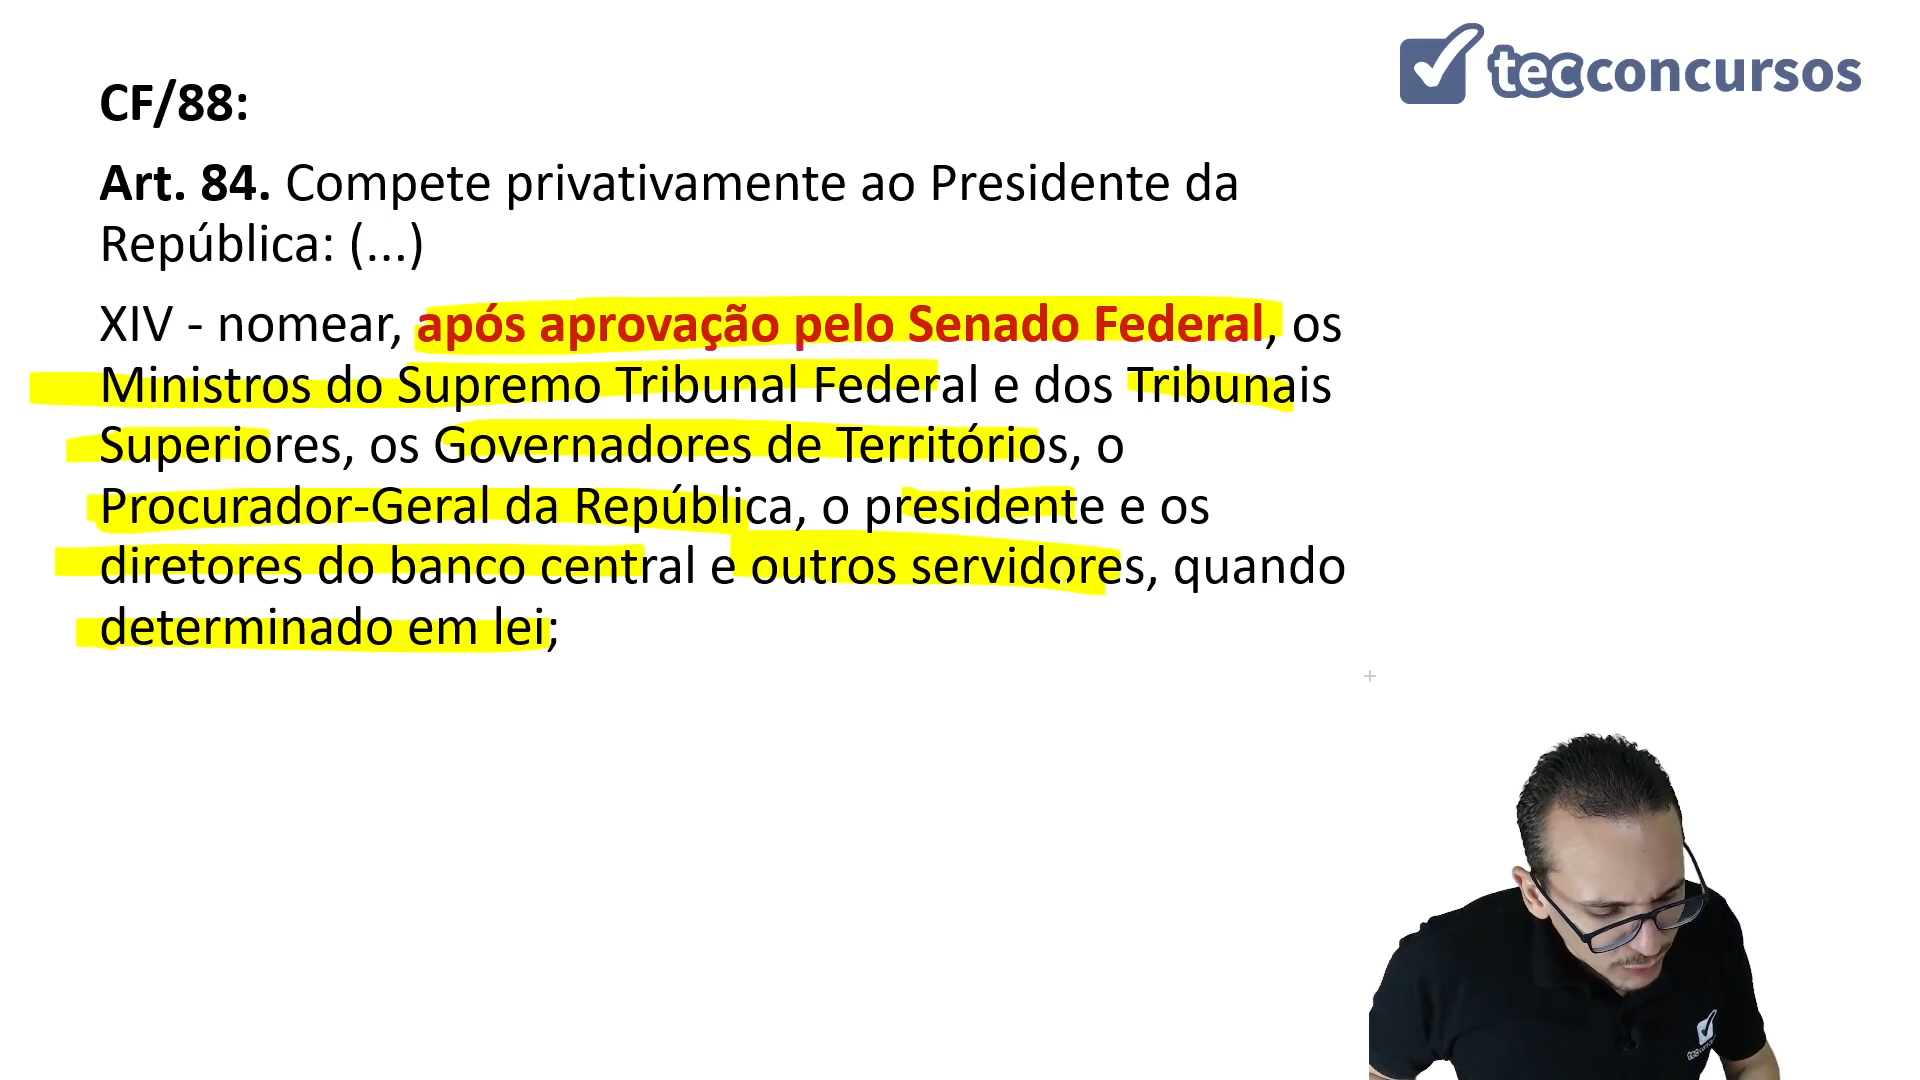 tecconcursos
CF/88:
Art. 84. Compete privativamente ao Presidente da
República: (...)
XIV - nomear, após aprovação pelo Senado Federal, os
Ministros do Supremo Tribunal Federal e dos Tribunais
Superiores, os Governadores de Territórios, o
Procurador-Geral da República, o presidente e os
diretores do banco central e outros servidores, quando
determinado em lei;